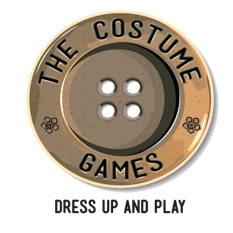 THE COSTUME
GAMES
DRESS UP AND PLAY